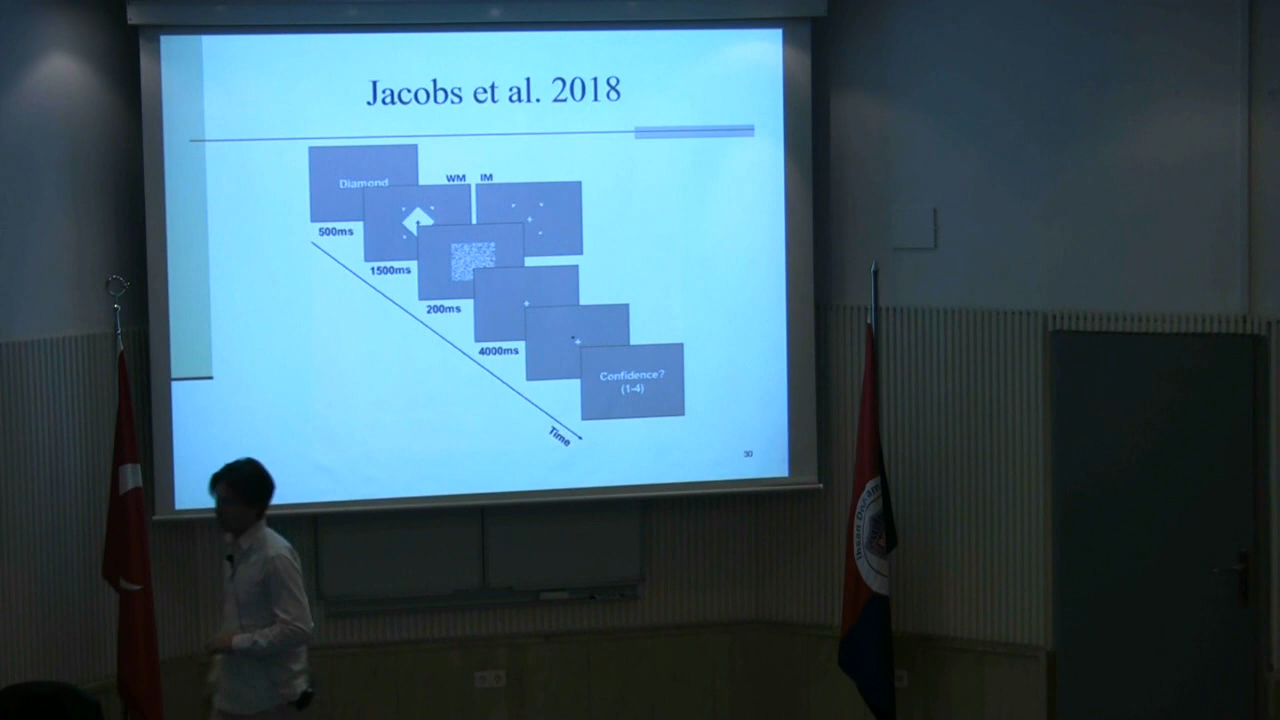 Jacobs et al. 2018
Diamond
WM
IM
500ms
1500ms
200ms
4000ms
Confidence?
(1-4)
Time
30